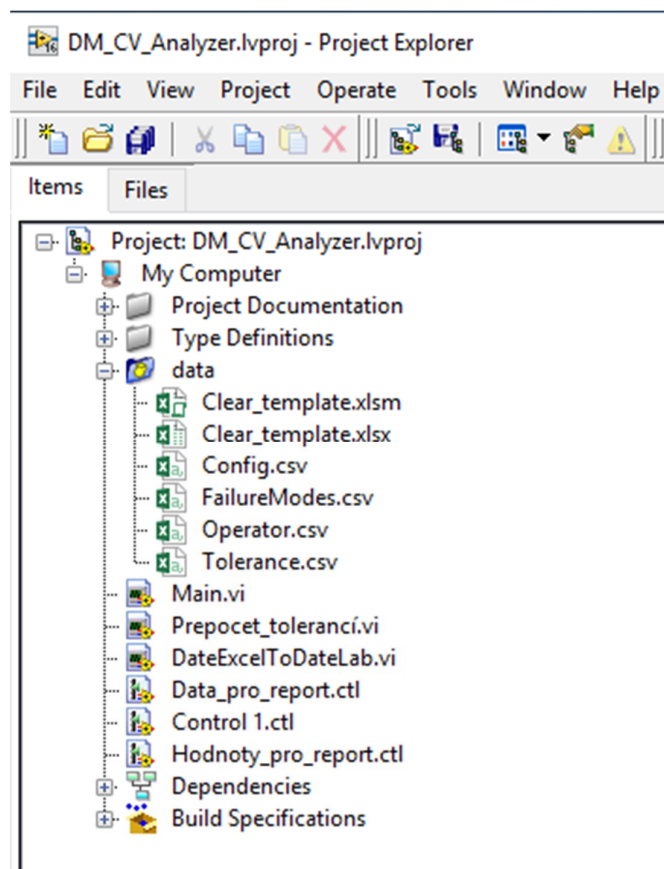 DM_CV_Analyzer.lvproj - Project Explorer
File Edit View Project Operate Tools Window Help
Items Files
Project: DM_CV_Analyzer.lvproj
My Computer
Project Documentation
Type Definitions
data
Clear_template.xlsm
Clear_template.xlsx
Config.csv
FailureModes.csv
Operator.csv
Tolerance.csv
Main.vi
Prepocet_tolerancí.vi
DateExcelToDateLab.vi
Data_pro_report.ctl
Control 1.ctl
Hodnoty_pro_report.ctl
Dependencies
Build Specifications